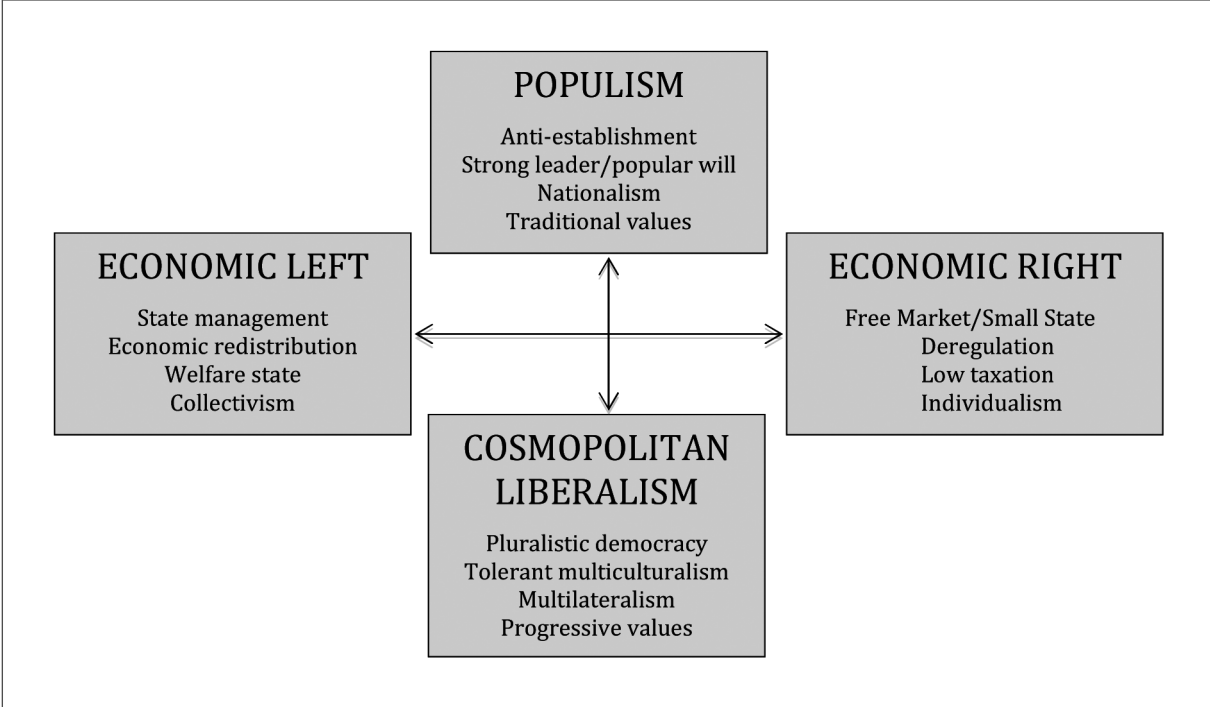 POPULISM
Anti-establishment
Strong leader/popular will
Nationalism
Traditional values
ECONOMIC LEFT
State management
Economic redistribution
Welfare state
Collectivism
ECONOMIC RIGHT
Free Market/Small State
Deregulation
Low taxation
Individualism
COSMOPOLITAN
LIBERALISM
Pluralistic democracy
Tolerant multiculturalism
Multilateralism
Progressive values